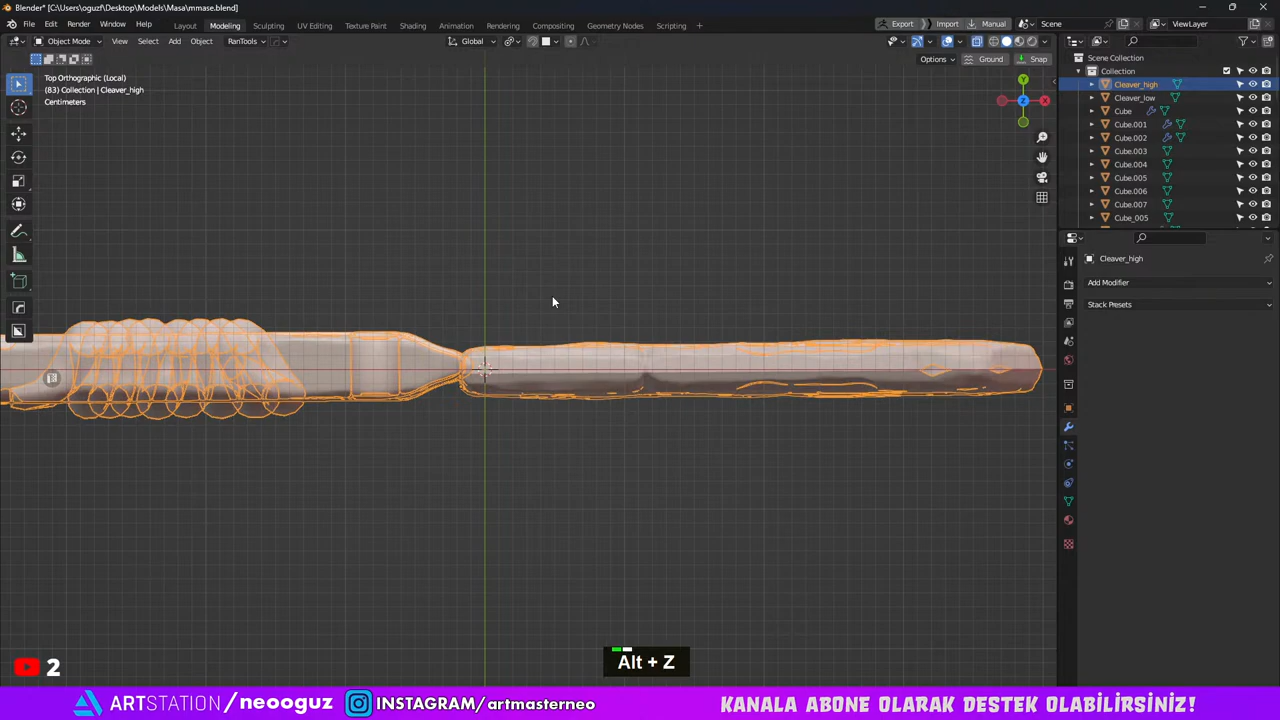 Blender* [C:\Users\oguzf\Desktop\Models\Masa\mmase.blend]
File Edit Render Window Help Layout Modeling Sculpting UV Editing Texture Paint Shading Animation Rendering Compositing Geometry Nodes Scripting + Export Import Manual Scene ViewLayer
Object Mode View Select Add Object RanTools Global
Options Ground Snap
Top Orthographic (Local)
(83) Collection | Cleaver_high
Centimeters
Y
X
Z
Scene Collection
Collection
Cleaver_high
Cleaver_low
Cube
Cube.001
Cube.002
Cube.003
Cube.004
Cube.005
Cube.006
Cube.007
Cube_005
Cleaver_high
Add Modifier
Stack Presets
Alt + Z
2
ARTSTATION/neooguz INSTAGRAM/artmasterneo KANALA ABONE OLARAK DESTEK OLABİLİRSİNİZ!